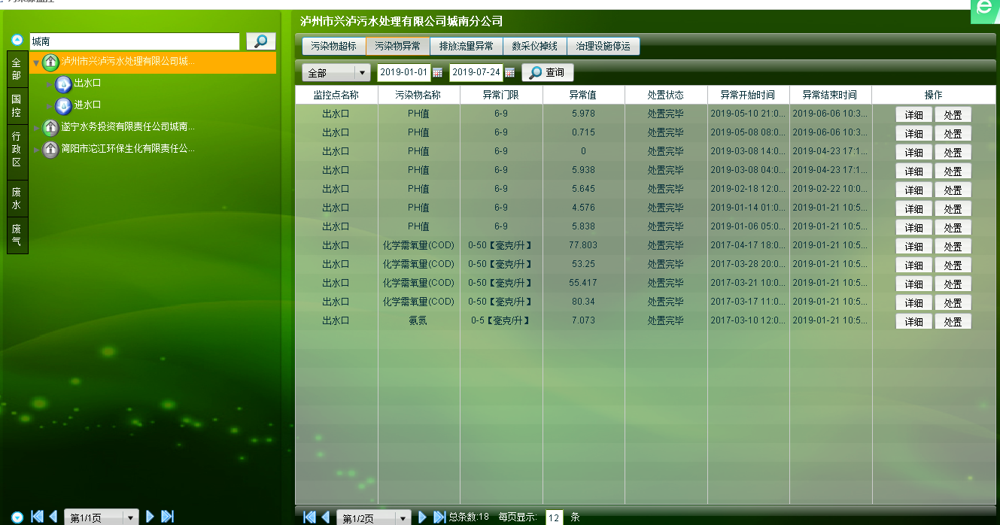 泸州市兴泸污水处理有限公司城南分公司
城南
全部
国控
行政区
废水
废气
泸州市兴泸污水处理有限公司城...
出水口
进水口
遂宁水务投资有限责任公司城南...
简阳市沱江环保生化有限责任公...
第1/1页
污染物超标 污染物异常 排放流量异常 数采仪掉线 治理设施停运
全部 2019-01-01 2019-07-24 查询
监控点名称 污染物名称 异常门限 异常值 处置状态 异常开始时间 异常结束时间 操作
出水口 PH值 6-9 5.978 处置完毕 2019-05-10 21:0... 2019-06-06 10:3... 详细 处置
出水口 PH值 6-9 0.715 处置完毕 2019-05-08 08:0... 2019-06-06 10:3... 详细 处置
出水口 PH值 6-9 0 处置完毕 2019-03-08 14:0... 2019-04-23 17:1... 详细 处置
出水口 PH值 6-9 5.938 处置完毕 2019-03-08 04:0... 2019-04-23 17:1... 详细 处置
出水口 PH值 6-9 5.645 处置完毕 2019-02-18 12:0... 2019-02-22 10:0... 详细 处置
出水口 PH值 6-9 4.576 处置完毕 2019-01-14 01:0... 2019-01-21 10:5... 详细 处置
出水口 PH值 6-9 5.838 处置完毕 2019-01-06 05:0... 2019-01-21 10:5... 详细 处置
出水口 化学需氧量(COD) 0-50【毫克/升】 77.803 处置完毕 2017-04-17 18:0... 2019-01-21 10:5... 详细 处置
出水口 化学需氧量(COD) 0-50【毫克/升】 53.25 处置完毕 2017-03-28 20:0... 2019-01-21 10:5... 详细 处置
出水口 化学需氧量(COD) 0-50【毫克/升】 55.417 处置完毕 2017-03-21 10:0... 2019-01-21 10:5... 详细 处置
出水口 化学需氧量(COD) 0-50【毫克/升】 80.34 处置完毕 2017-03-17 11:0... 2019-01-21 10:5... 详细 处置
出水口 氨氮 0-5【毫克/升】 7.073 处置完毕 2017-03-10 12:0... 2019-01-21 10:5... 详细 处置
第1/2页 总条数:18 每页显示: 12 条